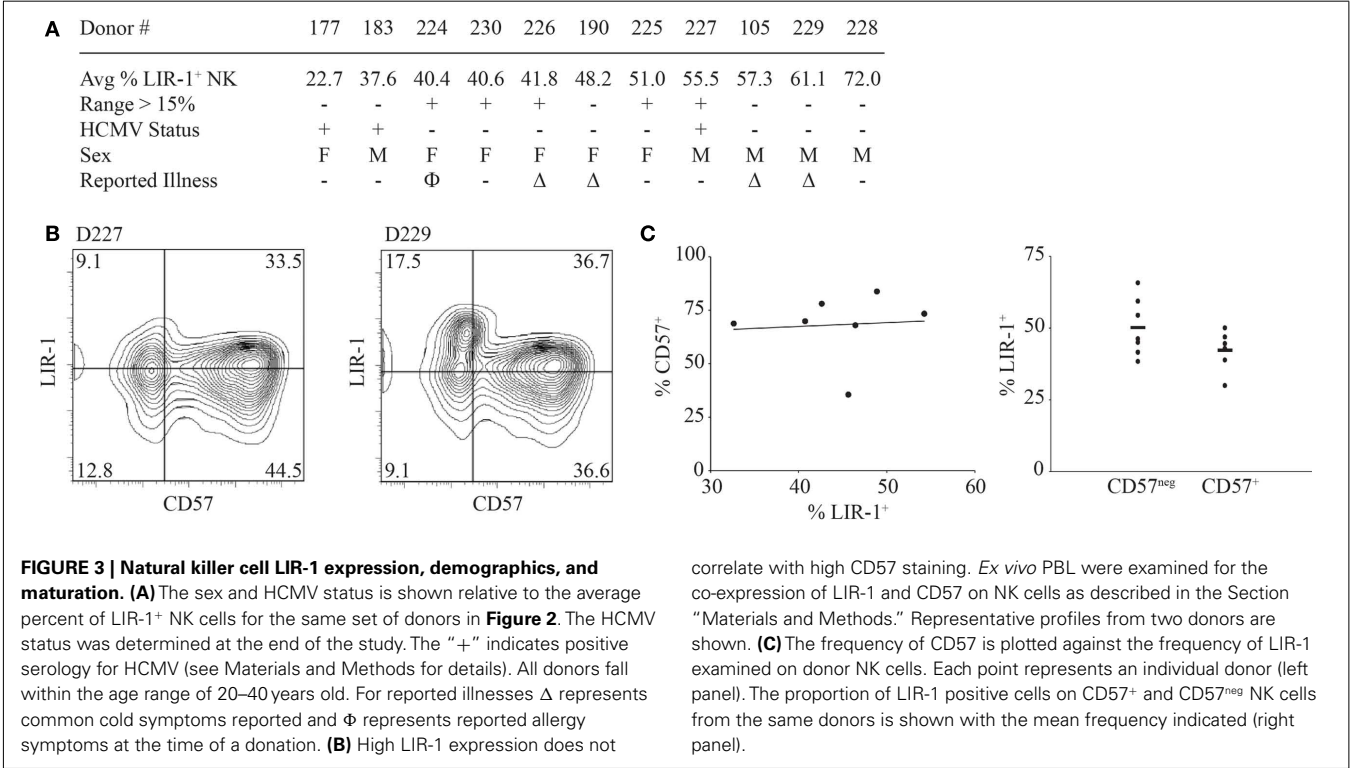 A Donor # 177 183 224 230 226 190 225 227 105 229 228
Avg % LIR-1⁺ NK 22.7 37.6 40.4 40.6 41.8 48.2 51.0 55.5 57.3 61.1 72.0
Range > 15% - - + + + - + + - - -
HCMV Status + + - - - - - + - - -
Sex F M F F F F F M M M M
Reported Illness - - Φ - Δ Δ - - Δ Δ -
B D227
9.1 33.5
LIR-1
12.8 44.5
CD57
D229
17.5 36.7
LIR-1
9.1 36.6
CD57
C
100
75
50
25
0
% CD57⁺
30 40 50 60
% LIR-1⁺
75
50
25
0
% LIR-1⁺
CD57ⁿᵉᵍ CD57⁺
FIGURE 3 | Natural killer cell LIR-1 expression, demographics, and
maturation. (A) The sex and HCMV status is shown relative to the average
percent of LIR-1⁺ NK cells for the same set of donors in Figure 2. The HCMV
status was determined at the end of the study. The “+” indicates positive
serology for HCMV (see Materials and Methods for details). All donors fall
within the age range of 20–40 years old. For reported illnesses Δ represents
common cold symptoms reported and Φ represents reported allergy
symptoms at the time of a donation. (B) High LIR-1 expression does not
correlate with high CD57 staining. Ex vivo PBL were examined for the
co-expression of LIR-1 and CD57 on NK cells as described in the Section
“Materials and Methods.” Representative profiles from two donors are
shown. (C) The frequency of CD57 is plotted against the frequency of LIR-1
examined on donor NK cells. Each point represents an individual donor (left
panel). The proportion of LIR-1 positive cells on CD57⁺ and CD57ⁿᵉᵍ NK cells
from the same donors is shown with the mean frequency indicated (right
panel).